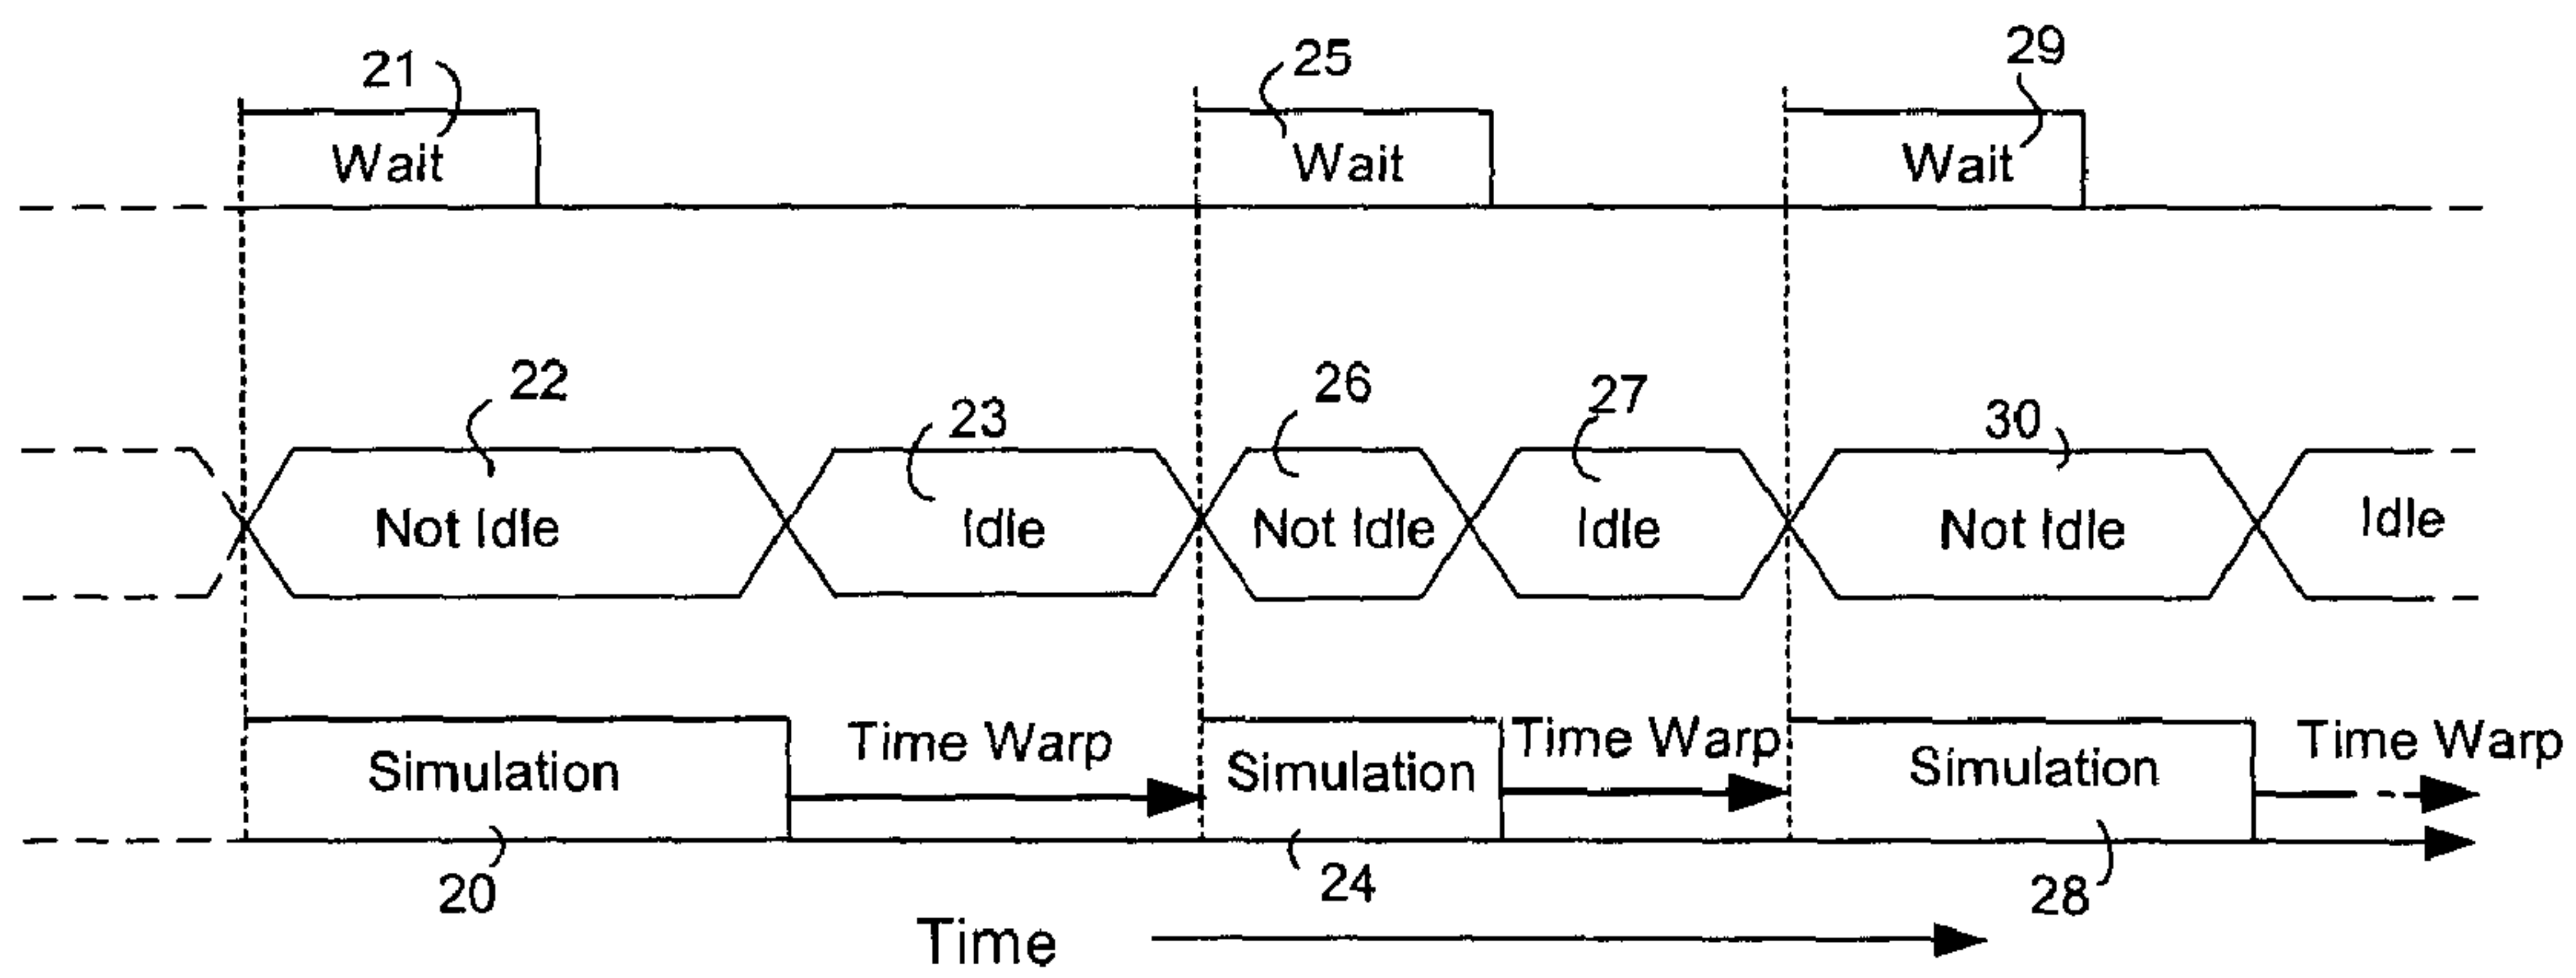 21 25 29
Wait Wait Wait
22 23 26 27 30
Not Idle Idle Not Idle Idle Not Idle Idle
Simulation Time Warp Simulation Time Warp Simulation Time Warp
20 24 28
Time